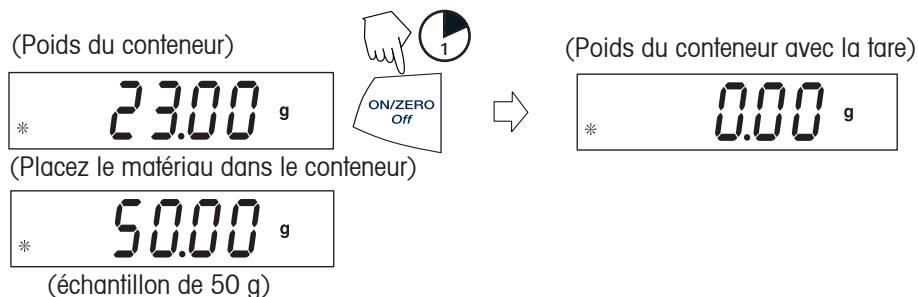 (Poids du conteneur)
23.00 g
1
ON/ZERO
Off
(Poids du conteneur avec la tare)
0.00 g
(Placez le matériau dans le conteneur)
50.00 g
(échantillon de 50 g)